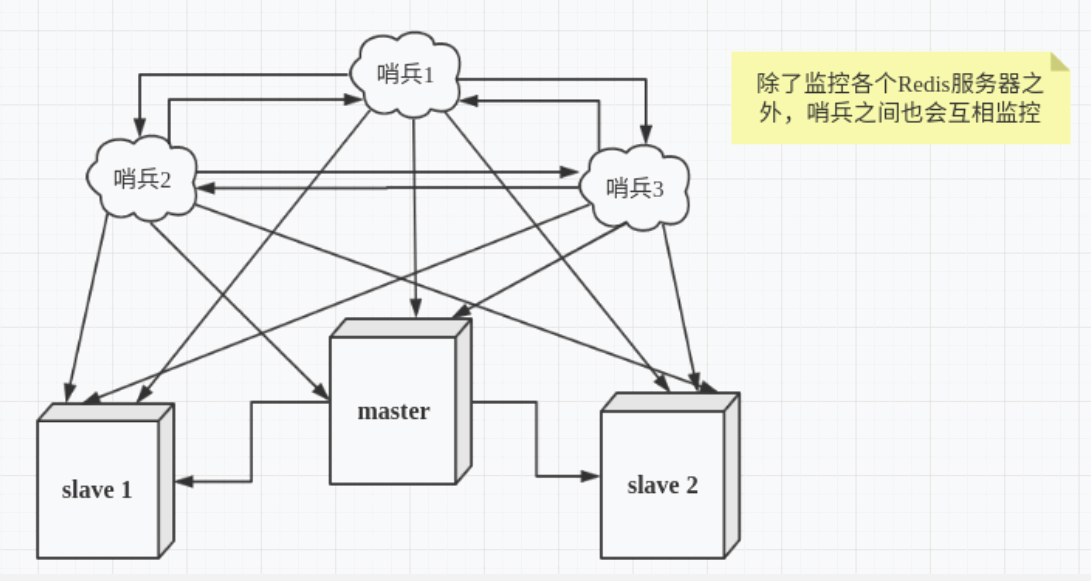 哨兵1
除了监控各个Redis服务器之
外，哨兵之间也会互相监控
哨兵2
哨兵3
master
slave 1
slave 2